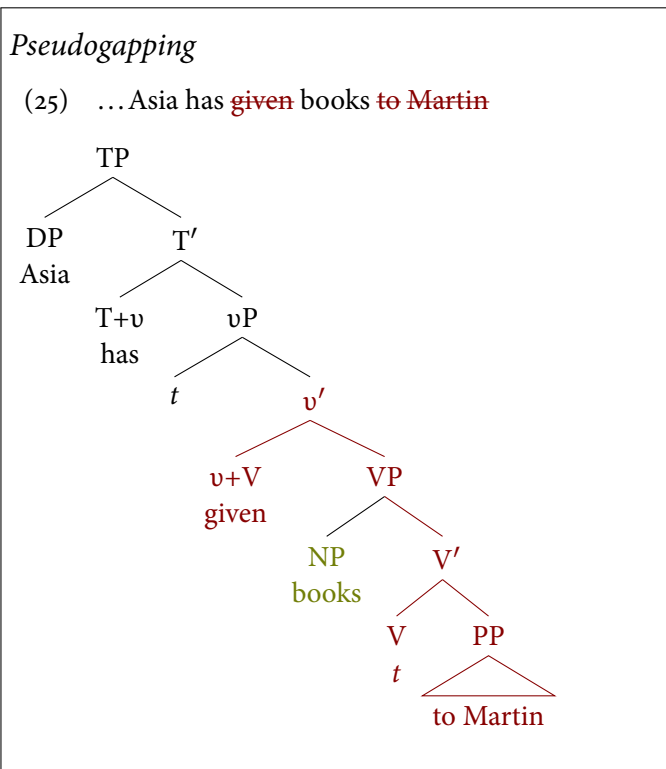 Pseudogapping
(25) …Asia has given books to Martin
TP
DP T′
Asia
T+υ υP
has
t υ′
υ+V VP
given
NP V′
books
V PP
t
to Martin